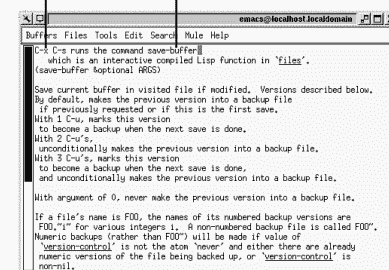 emacs@localhost.localdomain
Buffers Files Tools Edit Search Mule Help
C-x C-s runs the command save-buffer
which is an interactive compiled Lisp function in `files'.
(save-buffer &optional ARGS)

Save current buffer in visited file if modified.  Versions described below.
By default, makes the previous version into a backup file
if previously requested or if this is the first save.
With 1 C-u, marks this version
to become a backup when the next save is done.
With 2 C-u's,
unconditionally makes the previous version into a backup file.
With 3 C-u's, marks this version
to become a backup when the next save is done,
and unconditionally makes the previous version into a backup file.

With argument of 0, never make the previous version into a backup file.

If a file's name is FOO, the names of its numbered backup versions are
FOO.~i~ for various integers i.  A non-numbered backup file is called FOO~.
Numeric backups (rather than FOO~) will be made if value of
`version-control' is not the atom `never' and either there are already
numeric versions of the file being backed up, or `version-control' is
non-nil.